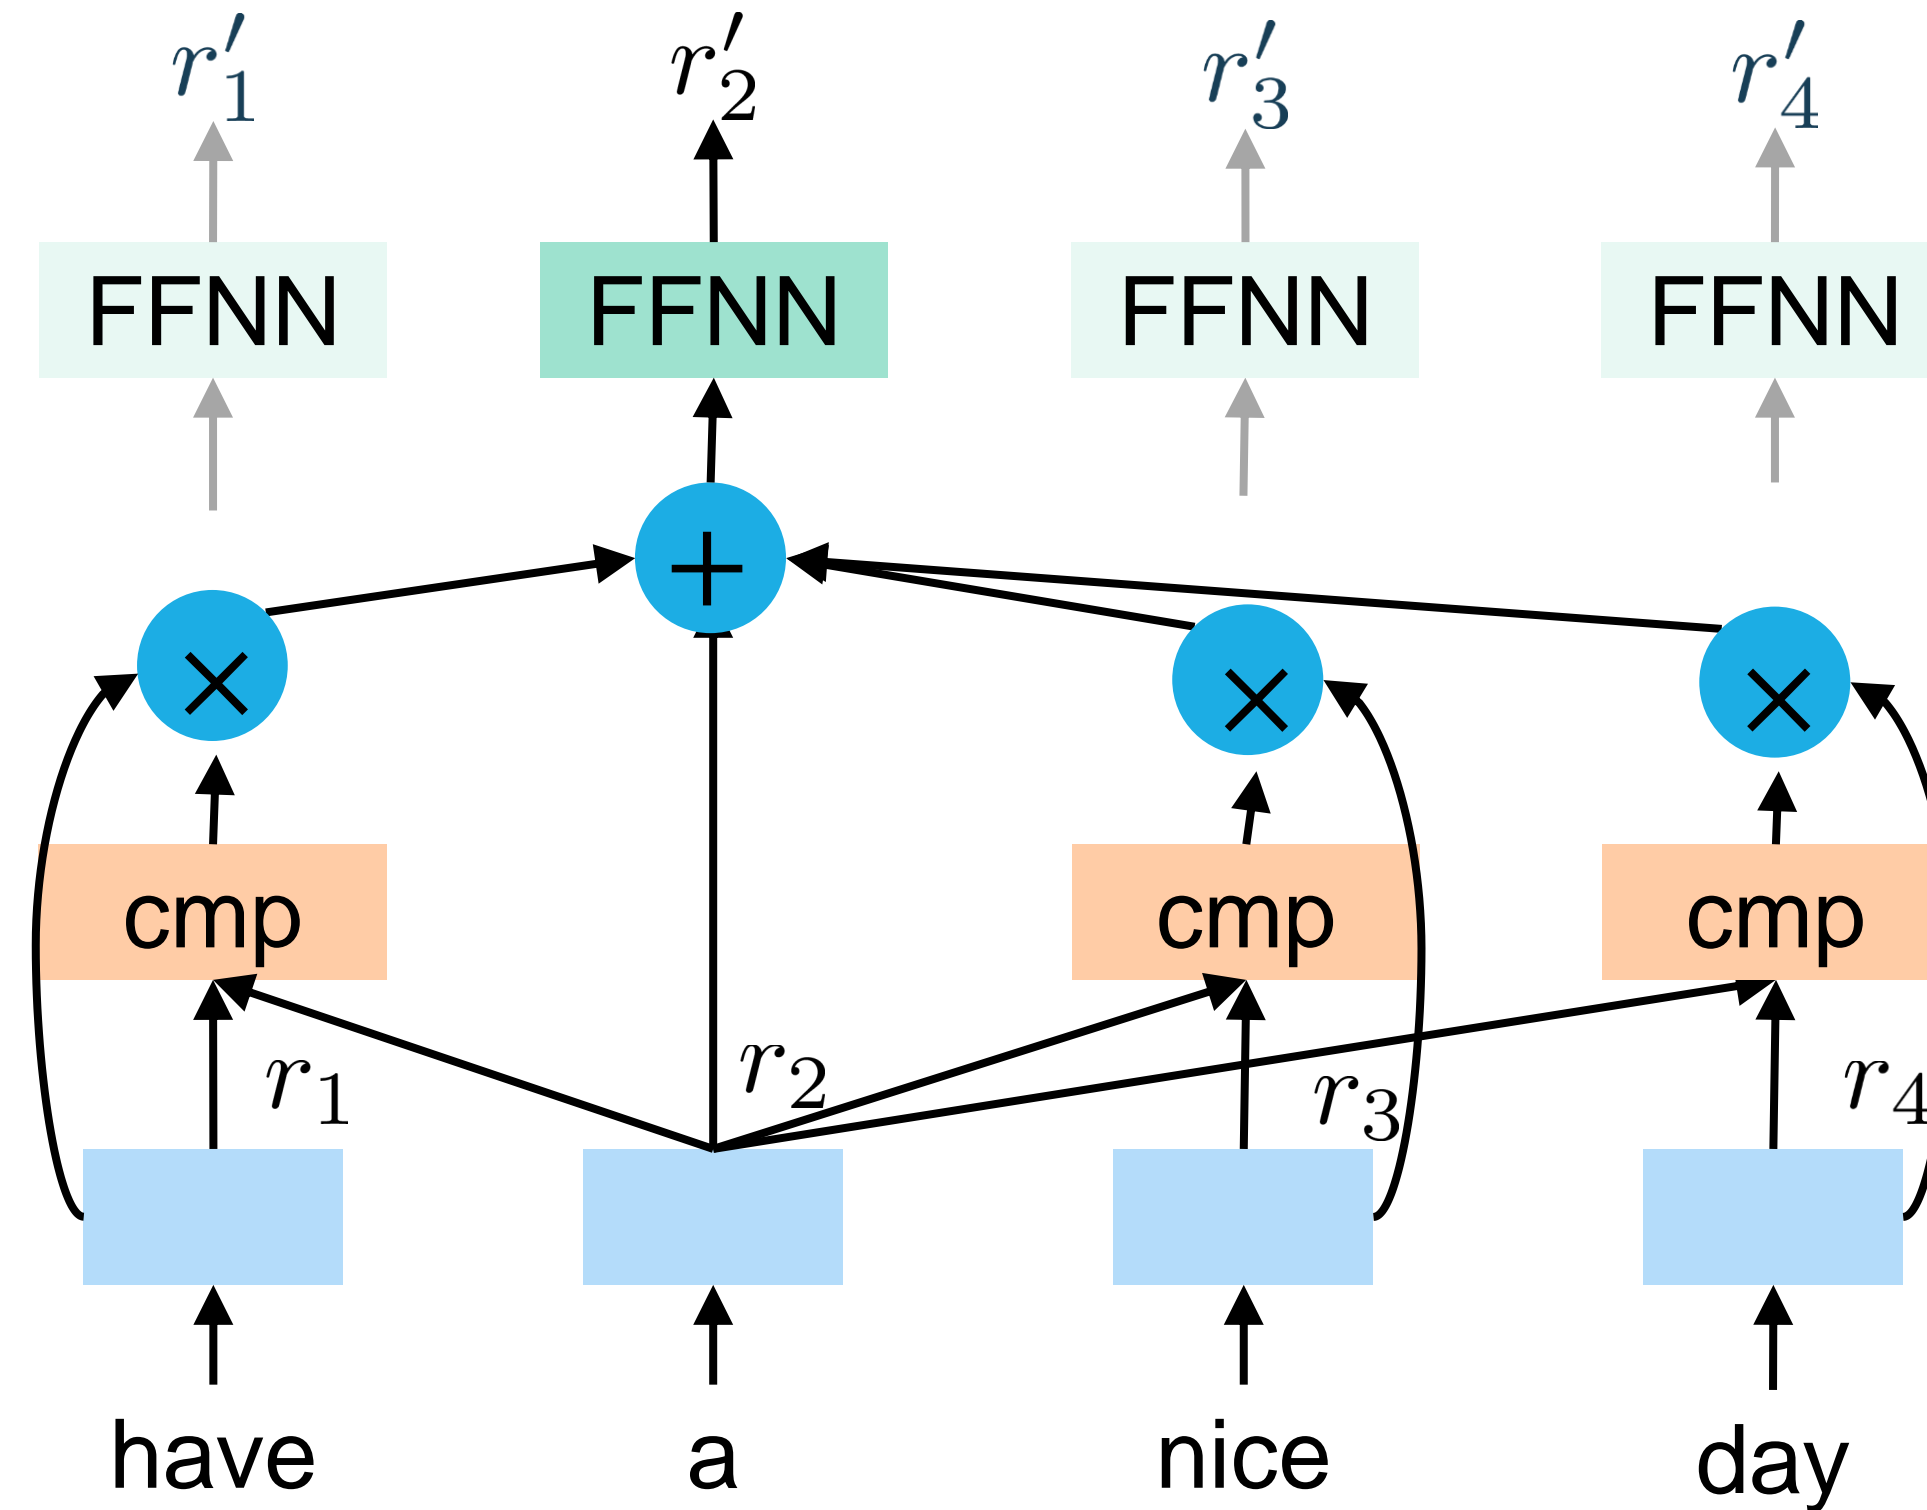 r′₁ r′₂ r′₃ r′₄
FFNN FFNN FFNN FFNN
+
× × ×
cmp cmp cmp
r₁ r₂ r₃ r₄
have a nice day